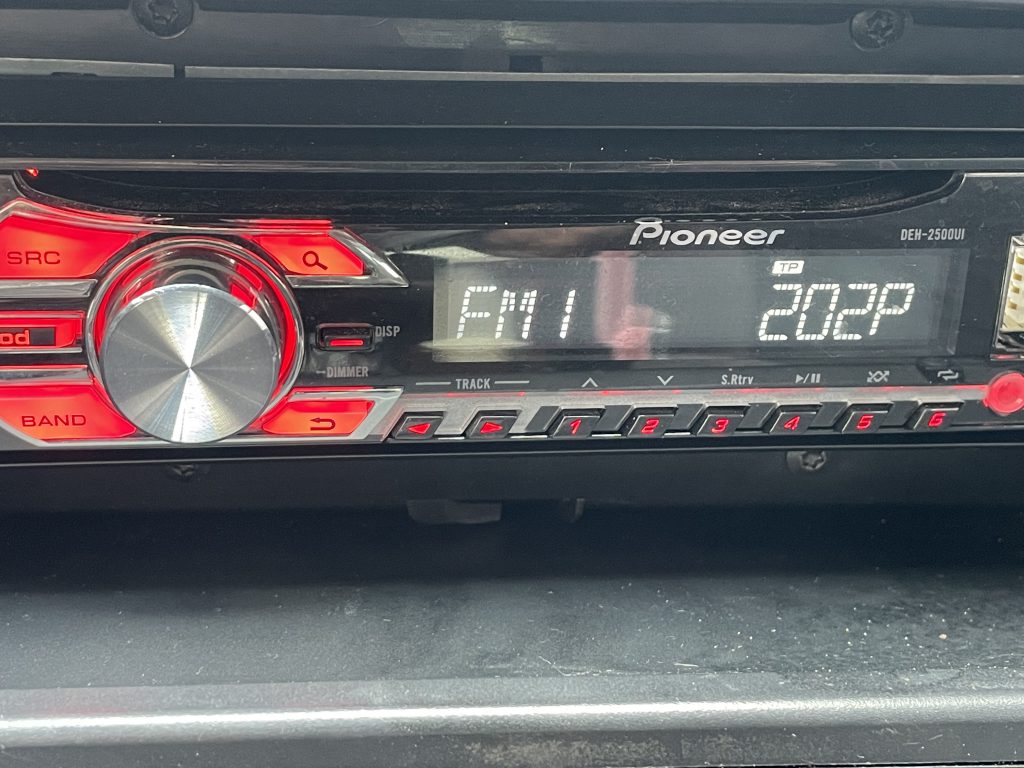 Pioneer
DEH-2500UI
SRC
TP
FM1 202P
DISP
DIMMER
TRACK
S.Rtrv
BAND
1 2 3 4 5 6